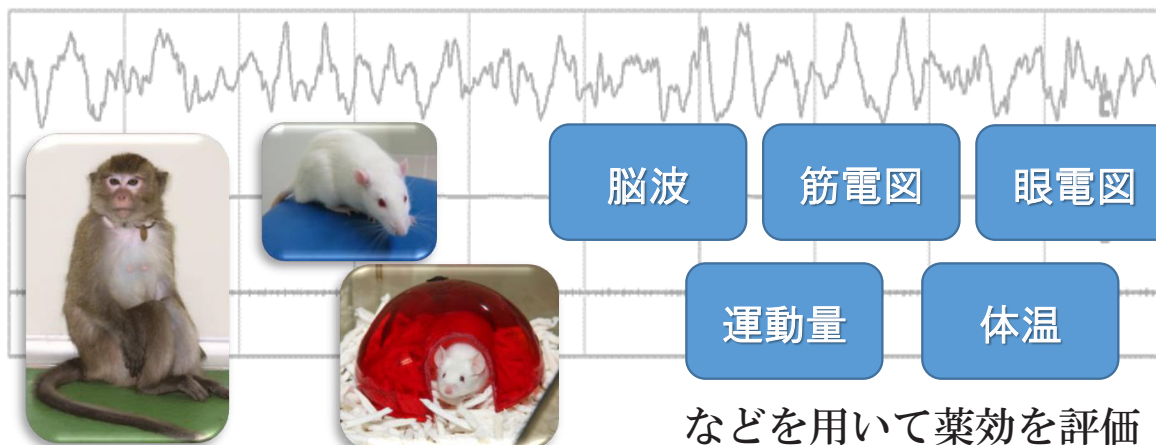 脳波
筋電図
眼電図
運動量
体温
などを用いて薬効を評価